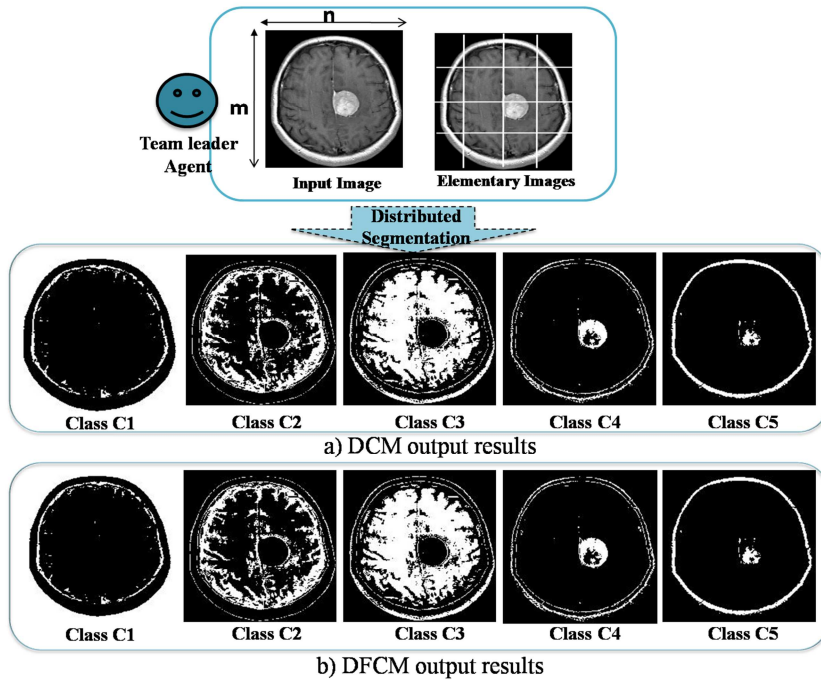 n
m
Team leader
Agent
Input Image
Elementary Images
Distributed
Segmentation
Class C1
Class C2
Class C3
Class C4
Class C5
a) DCM output results
Class C1
Class C2
Class C3
Class C4
Class C5
b) DFCM output results